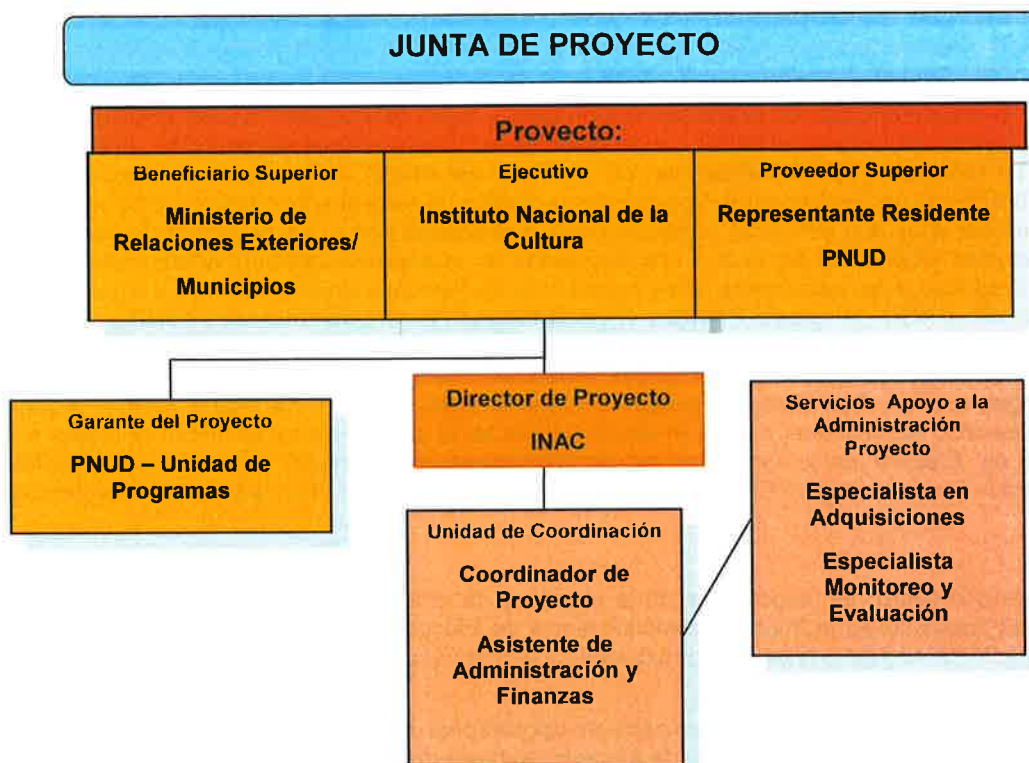 JUNTA DE PROYECTO
Provecto:
Beneficiario Superior
Ministerio de
Relaciones Exteriores/
Municipios
Ejecutivo
Instituto Nacional de la
Cultura
Proveedor Superior
Representante Residente
PNUD
Garante del Proyecto
PNUD – Unidad de
Programas
Director de Proyecto
INAC
Servicios Apoyo a la
Administración
Proyecto
Especialista en
Adquisiciones
Especialista
Monitoreo y
Evaluación
Unidad de Coordinación
Coordinador de
Proyecto
Asistente de
Administración y
Finanzas